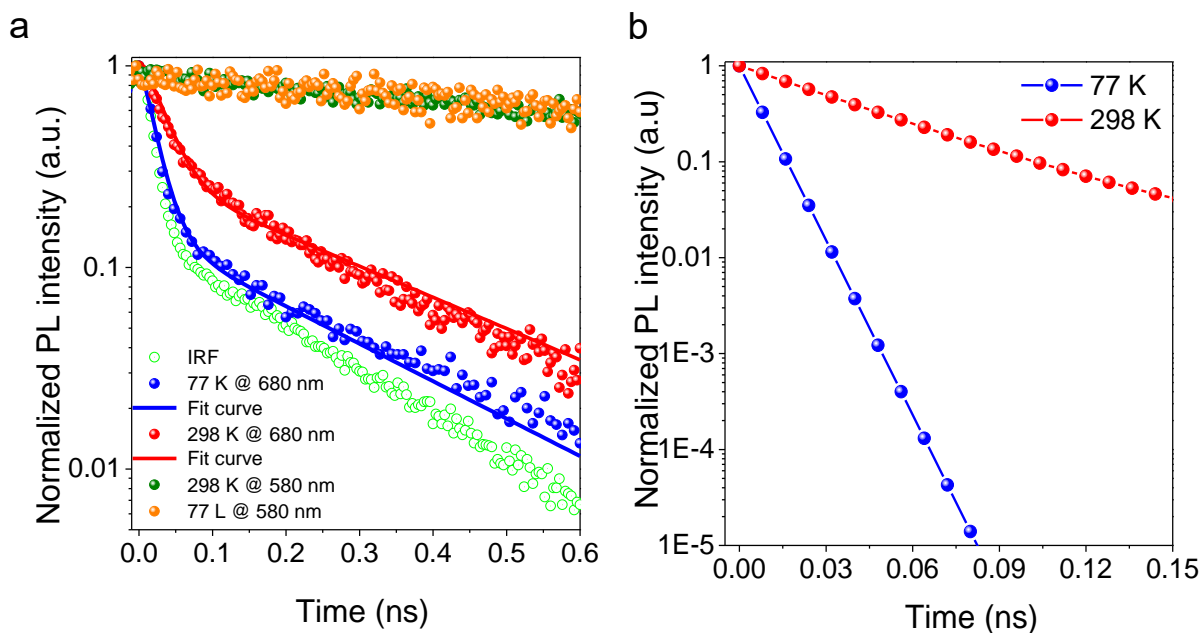 a
Normalized PL intensity (a.u.)
1
0.1
0.01
IRF
77 K @ 680 nm
Fit curve
298 K @ 680 nm
Fit curve
298 K @ 580 nm
77 L @ 580 nm
0.0 0.1 0.2 0.3 0.4 0.5 0.6
Time (ns)
b
Normalized PL intensity (a.u.)
1
0.1
0.01
1E-3
1E-4
1E-5
77 K
298 K
0.00 0.03 0.06 0.09 0.12 0.15
Time (ns)